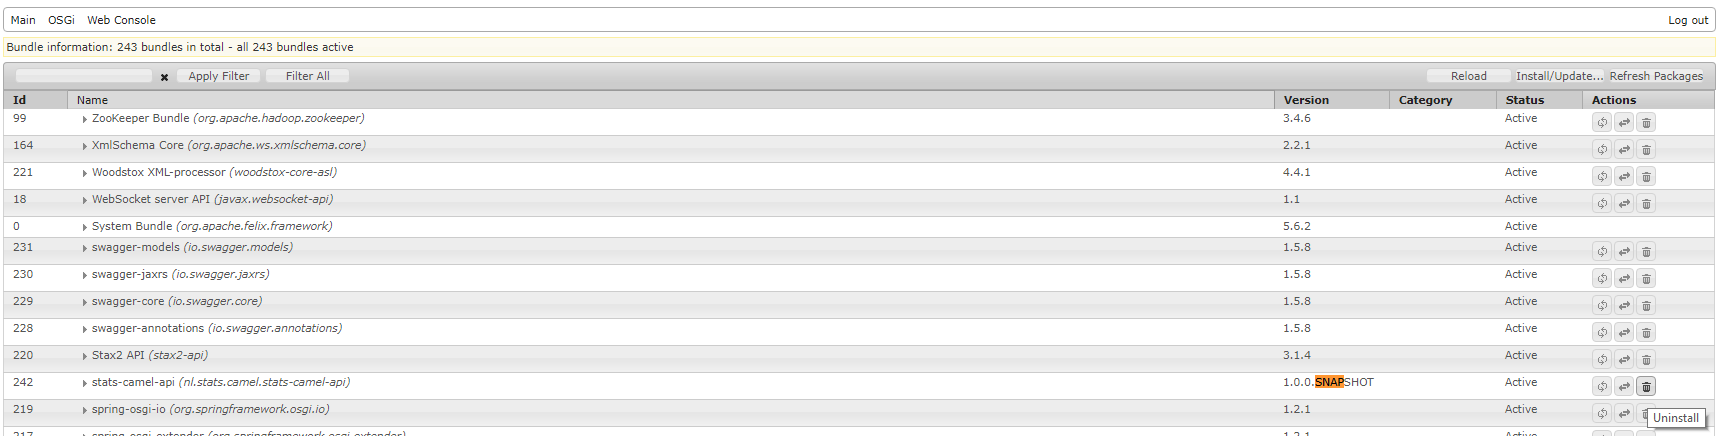 Main OSGi Web Console Log out
Bundle information: 243 bundles in total - all 243 bundles active
Apply Filter Filter All Reload Install/Update... Refresh Packages
Id Name Version Category Status Actions
99 ZooKeeper Bundle (org.apache.hadoop.zookeeper) 3.4.6 Active
164 XmlSchema Core (org.apache.ws.xmlschema.core) 2.2.1 Active
221 Woodstox XML-processor (woodstox-core-asl) 4.4.1 Active
18 WebSocket server API (javax.websocket-api) 1.1 Active
0 System Bundle (org.apache.felix.framework) 5.6.2 Active
231 swagger-models (io.swagger.models) 1.5.8 Active
230 swagger-jaxrs (io.swagger.jaxrs) 1.5.8 Active
229 swagger-core (io.swagger.core) 1.5.8 Active
228 swagger-annotations (io.swagger.annotations) 1.5.8 Active
220 Stax2 API (stax2-api) 3.1.4 Active
242 stats-camel-api (nl.stats.camel.stats-camel-api) 1.0.0.SNAPSHOT Active
219 spring-osgi-io (org.springframework.osgi.io) 1.2.1 Active
Uninstall
217 spring-osgi-extender (org.springframework.osgi.extender) 1.2.1 Active